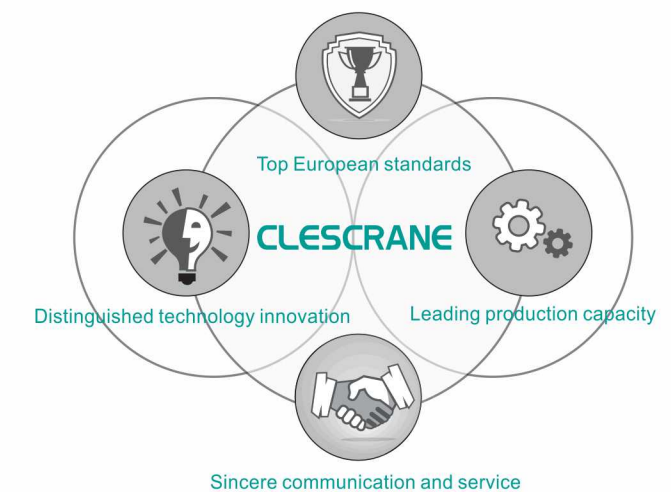 Top European standards
CLESCRANE
Distinguished technology innovation
Leading production capacity
Sincere communication and service